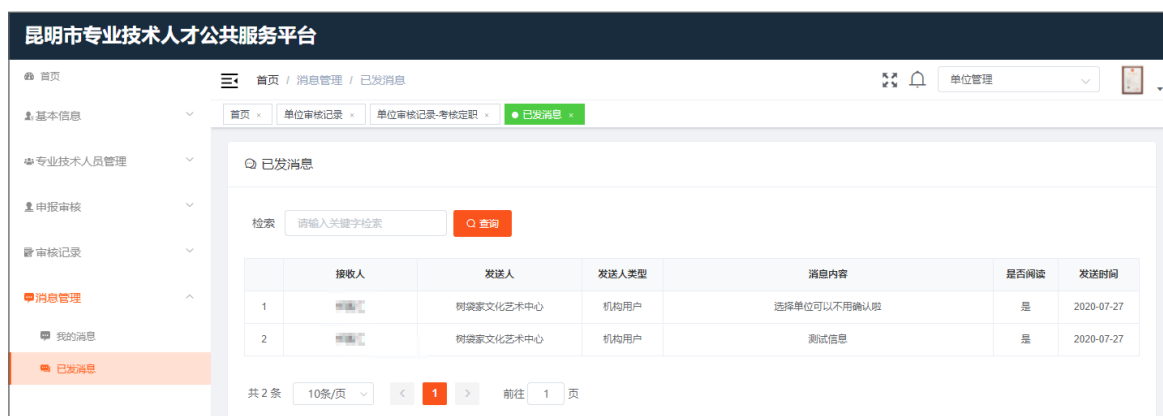 昆明市专业技术人才公共服务平台
首页
首页 / 消息管理 / 已发消息
单位管理
基本信息
首页 × 单位审核记录 × 单位审核记录-考核定职 × 已发消息 ×
专业技术人员管理
已发消息
申报审核
检索 请输入关键字检索 查询
审核记录
接收人 发送人 发送人类型 消息内容 是否阅读 发送时间
消息管理
1 树袋家文化艺术中心 机构用户 选择单位可以不用确认啦 是 2020-07-27
我的消息
2 树袋家文化艺术中心 机构用户 测试信息 是 2020-07-27
已发消息
共 2 条 10条/页 < 1 > 前往 1 页